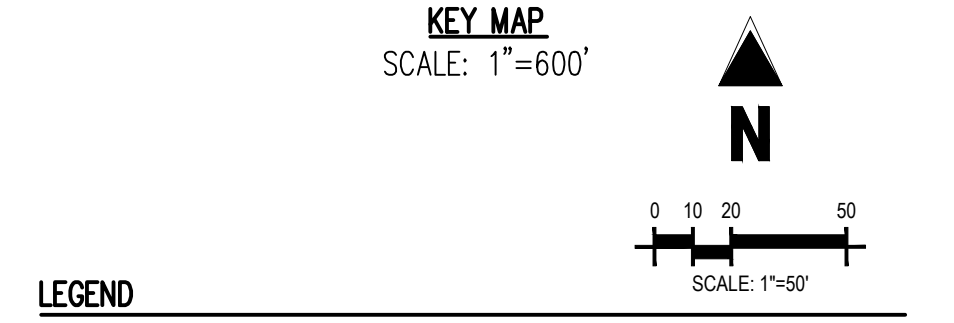 KEY MAP
SCALE: 1"=600'
N
0 10 20 50
SCALE: 1"=50'
LEGEND